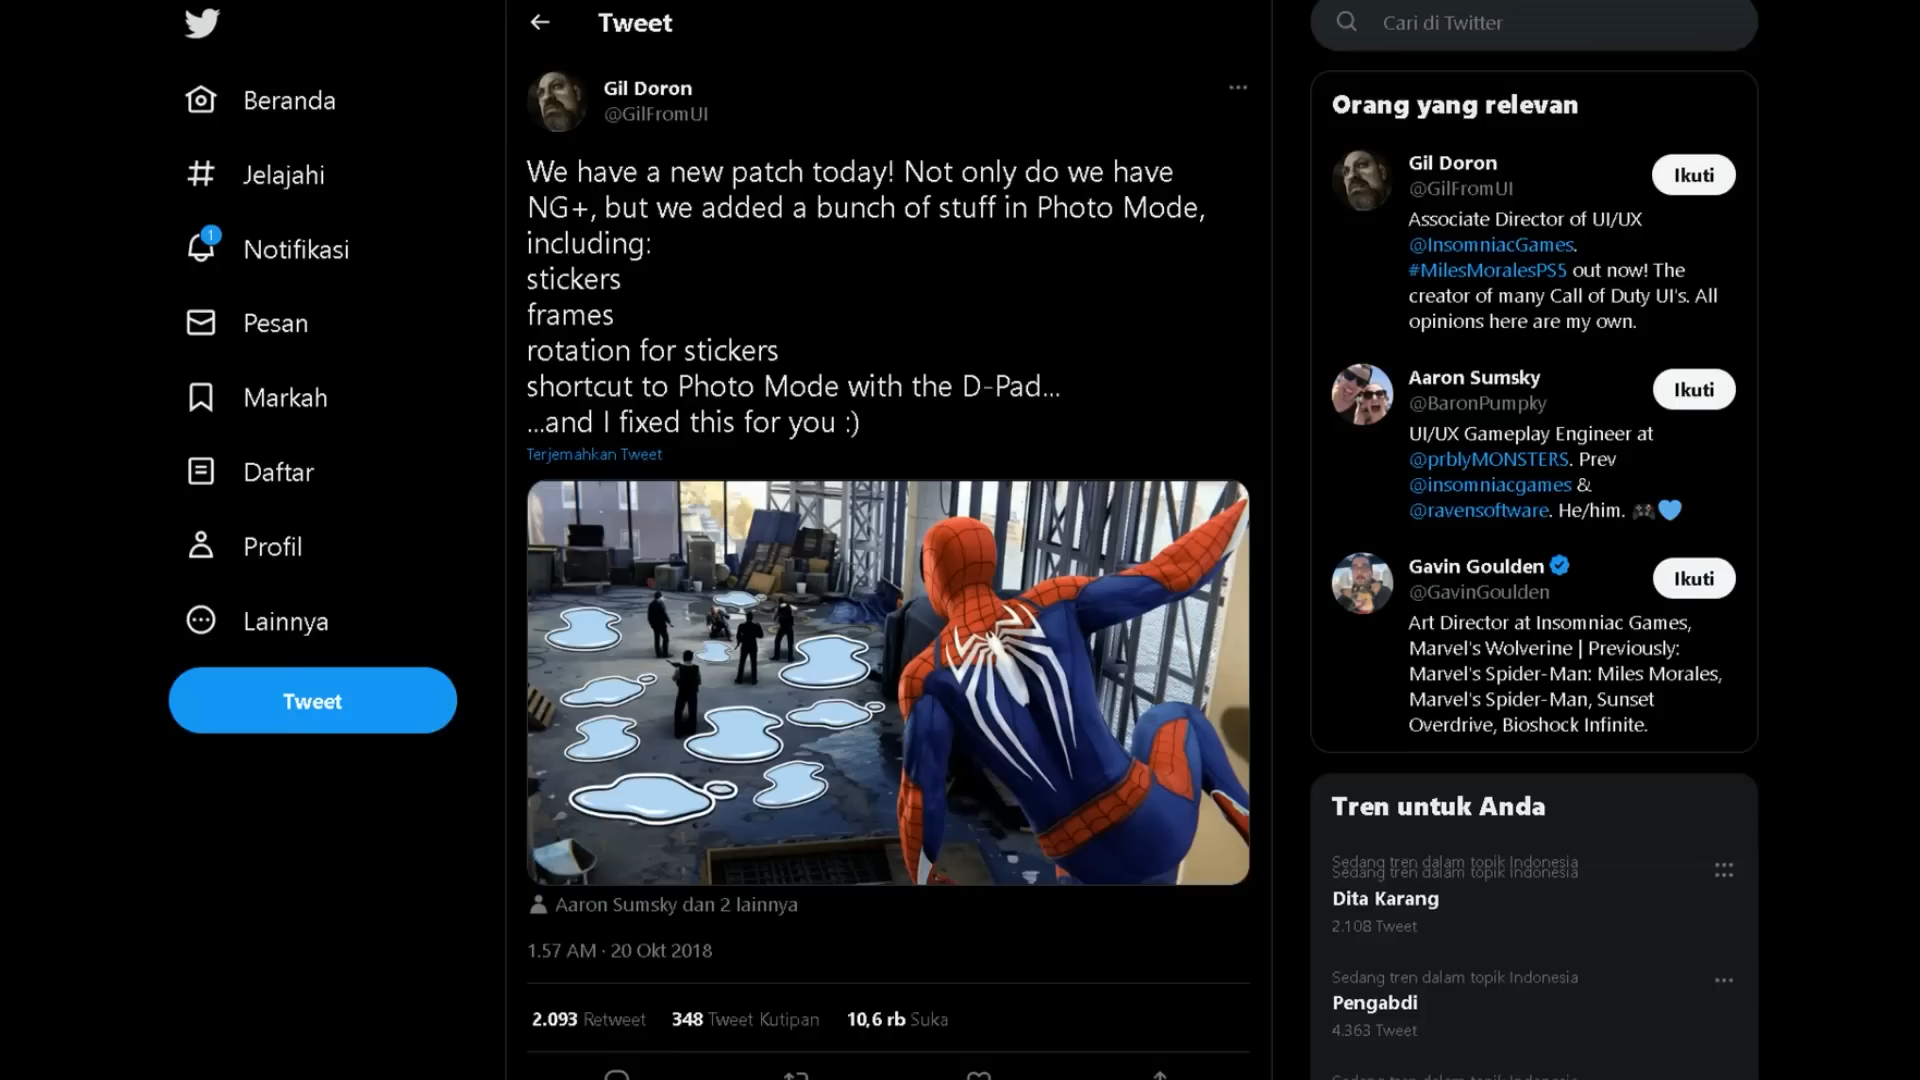 Beranda
Jelajahi
1
Notifikasi
Pesan
Markah
Daftar
Profil
Lainnya
Tweet
Tweet
Gil Doron
@GilFromUI
We have a new patch today! Not only do we have
NG+, but we added a bunch of stuff in Photo Mode,
including:
stickers
frames
rotation for stickers
shortcut to Photo Mode with the D-Pad...
...and I fixed this for you :)
Terjemahkan Tweet
Aaron Sumsky dan 2 lainnya
1.57 AM · 20 Okt 2018
2.093 Retweet 348 Tweet Kutipan 10,6 rb Suka
Cari di Twitter
Orang yang relevan
Gil Doron
@GilFromUI
Ikuti
Associate Director of UI/UX
@InsomniacGames.
#MilesMoralesPS5 out now! The
creator of many Call of Duty UI's. All
opinions here are my own.
Aaron Sumsky
@BaronPumpky
Ikuti
UI/UX Gameplay Engineer at
@prblyMONSTERS. Prev
@insomniacgames &
@ravensoftware. He/him. 🎮💙
Gavin Goulden
@GavinGoulden
Ikuti
Art Director at Insomniac Games,
Marvel's Wolverine | Previously:
Marvel's Spider-Man: Miles Morales,
Marvel's Spider-Man, Sunset
Overdrive, Bioshock Infinite.
Tren untuk Anda
Sedang tren dalam topik Indonesia
Sedang tren dalam topik Indonesia
Dita Karang
2.108 Tweet
Sedang tren dalam topik Indonesia
Pengabdi
4.363 Tweet